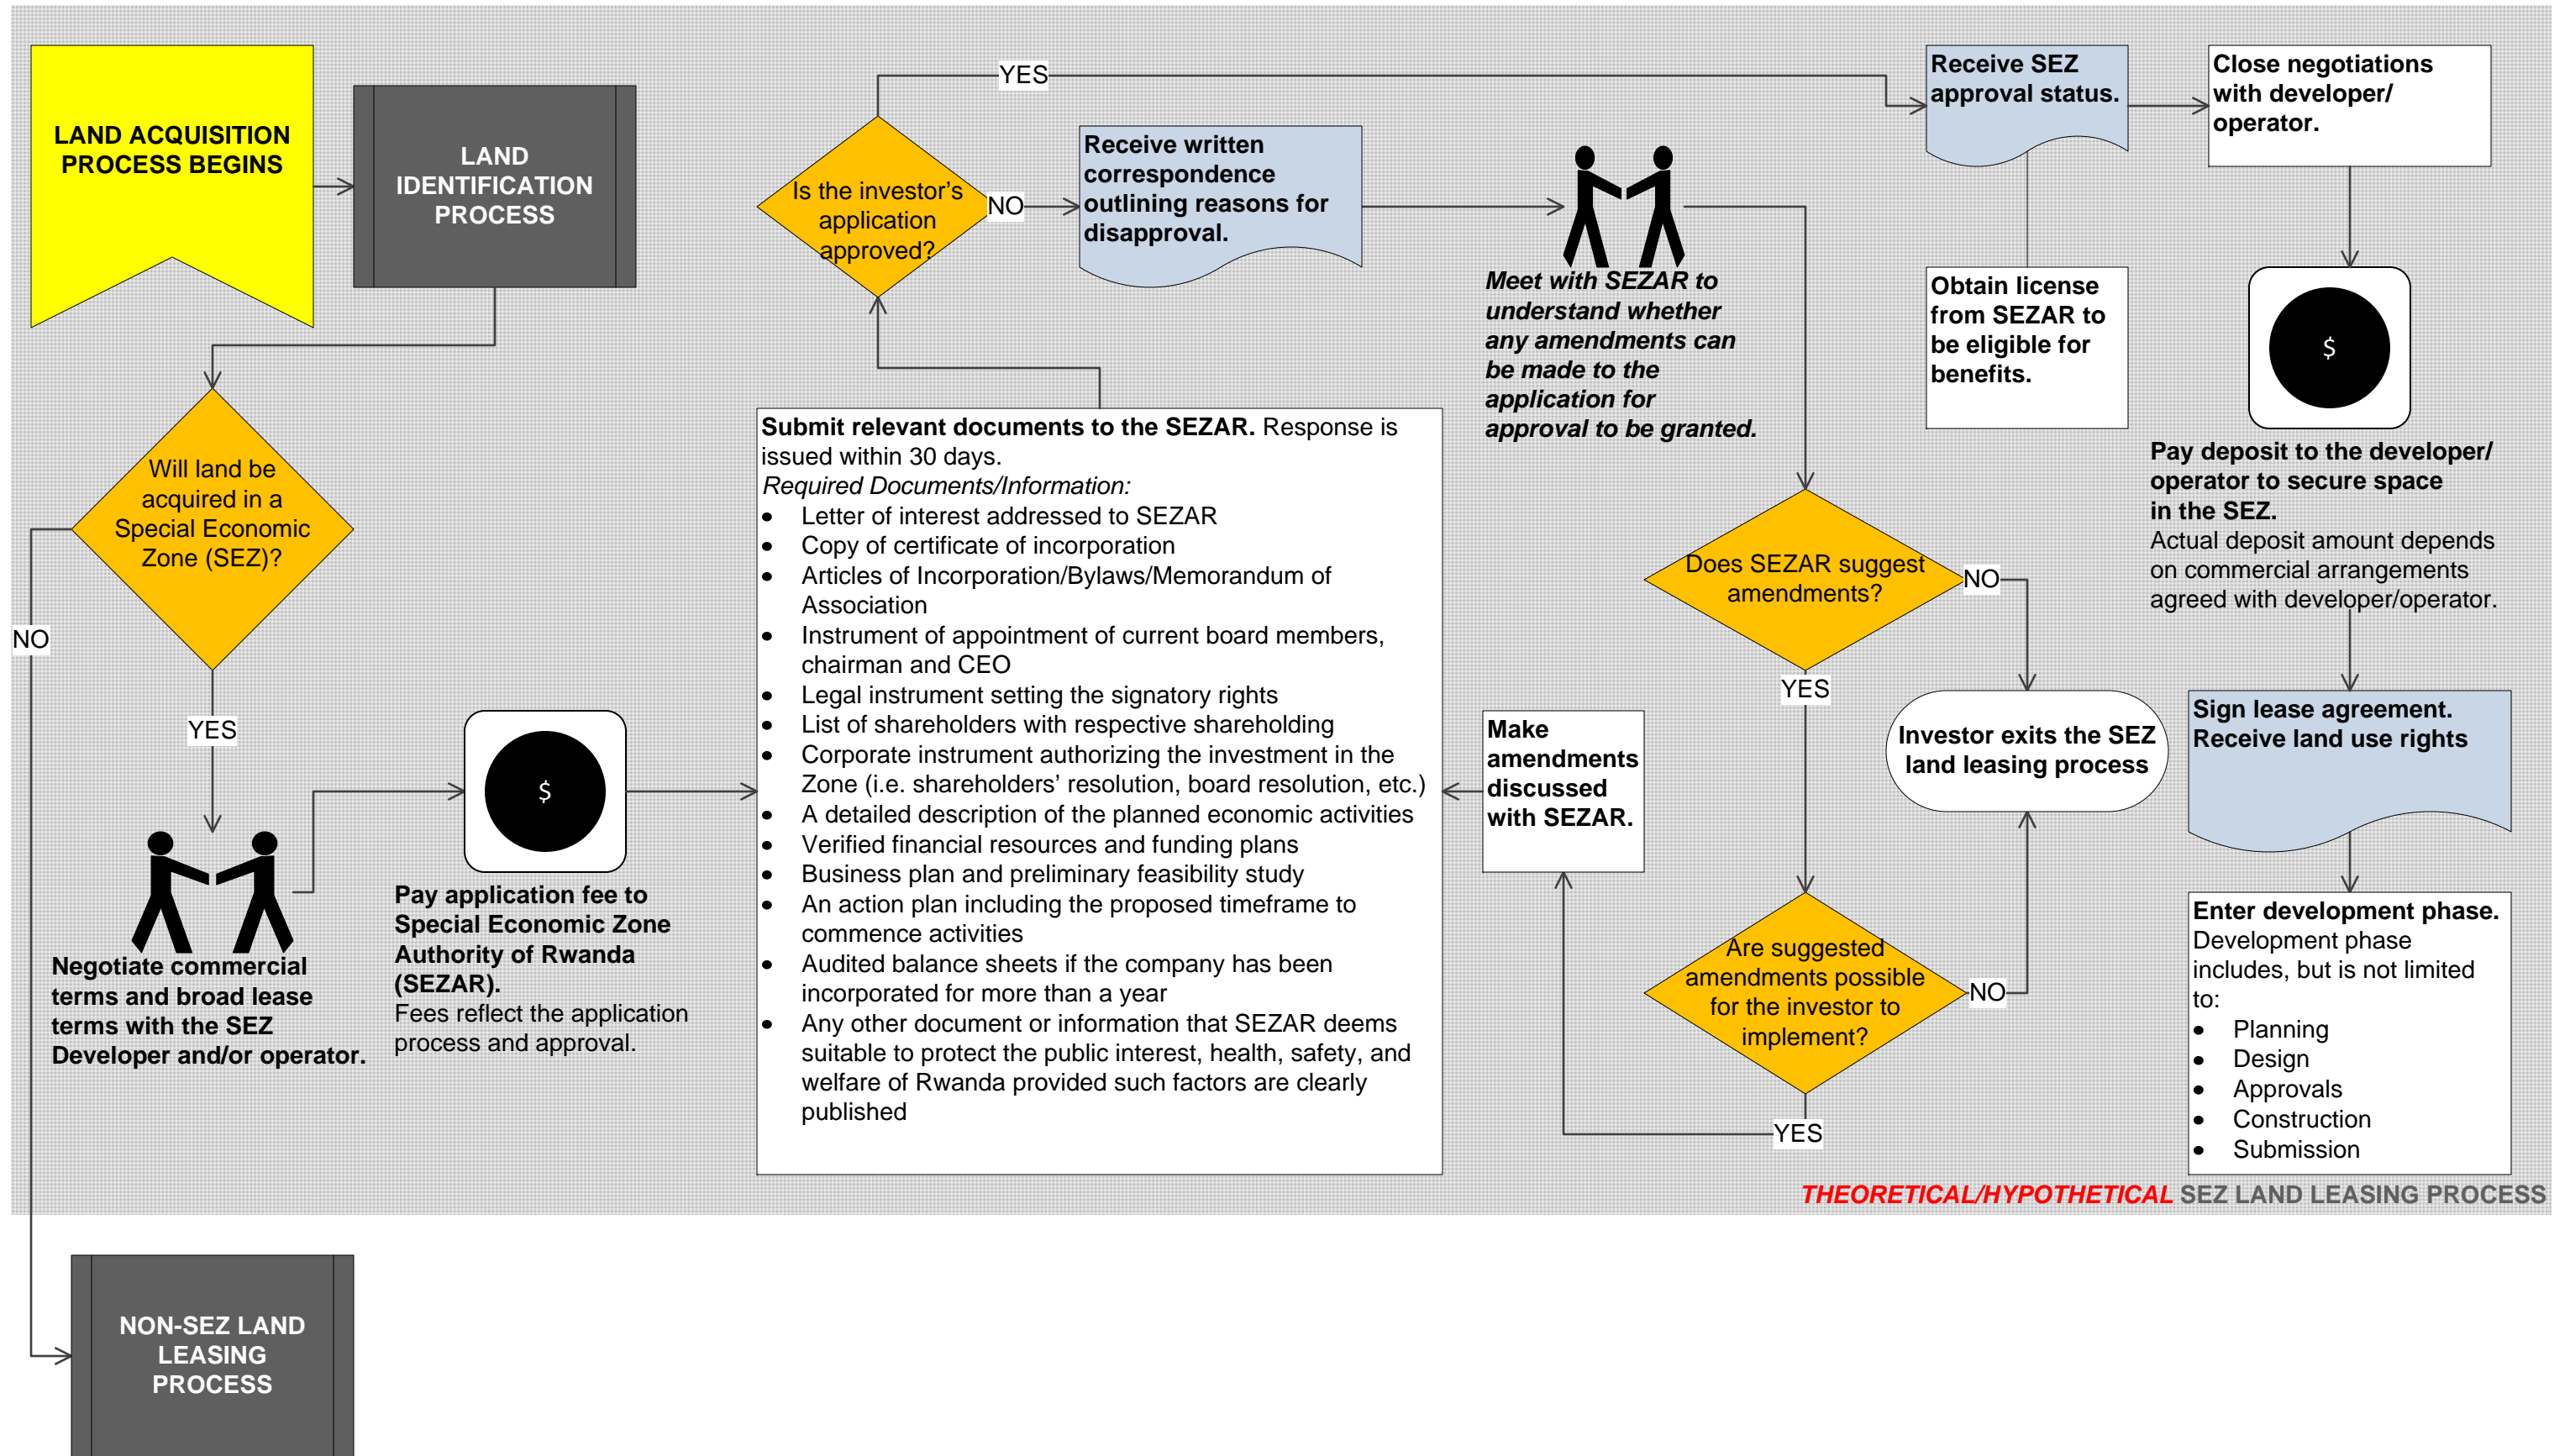 LAND ACQUISITION
PROCESS BEGINS
LAND
IDENTIFICATION
PROCESS
Will land be
acquired in a
Special Economic
Zone (SEZ)?
NO
YES
Negotiate commercial
terms and broad lease
terms with the SEZ
Developer and/or operator.
$
Pay application fee to
Special Economic Zone
Authority of Rwanda
(SEZAR).
Fees reflect the application
process and approval.
Submit relevant documents to the SEZAR. Response is
issued within 30 days.
Required Documents/Information:
• Letter of interest addressed to SEZAR
• Copy of certificate of incorporation
• Articles of Incorporation/Bylaws/Memorandum of
Association
• Instrument of appointment of current board members,
chairman and CEO
• Legal instrument setting the signatory rights
• List of shareholders with respective shareholding
• Corporate instrument authorizing the investment in the
Zone (i.e. shareholders’ resolution, board resolution, etc.)
• A detailed description of the planned economic activities
• Verified financial resources and funding plans
• Business plan and preliminary feasibility study
• An action plan including the proposed timeframe to
commence activities
• Audited balance sheets if the company has been
incorporated for more than a year
• Any other document or information that SEZAR deems
suitable to protect the public interest, health, safety, and
welfare of Rwanda provided such factors are clearly
published
Is the investor’s
application
approved?
YES
NO
Receive written
correspondence
outlining reasons for
disapproval.
Meet with SEZAR to
understand whether
any amendments can
be made to the
application for
approval to be granted.
Does SEZAR suggest
amendments?
NO
YES
Are suggested
amendments possible
for the investor to
implement?
NO
YES
Make
amendments
discussed
with SEZAR.
Investor exits the SEZ
land leasing process
Receive SEZ
approval status.
Obtain license
from SEZAR to
be eligible for
benefits.
Close negotiations
with developer/
operator.
$
Pay deposit to the developer/
operator to secure space
in the SEZ.
Actual deposit amount depends
on commercial arrangements
agreed with developer/operator.
Sign lease agreement.
Receive land use rights
Enter development phase.
Development phase
includes, but is not limited
to:
• Planning
• Design
• Approvals
• Construction
• Submission
THEORETICAL/HYPOTHETICAL SEZ LAND LEASING PROCESS
NON-SEZ LAND
LEASING
PROCESS